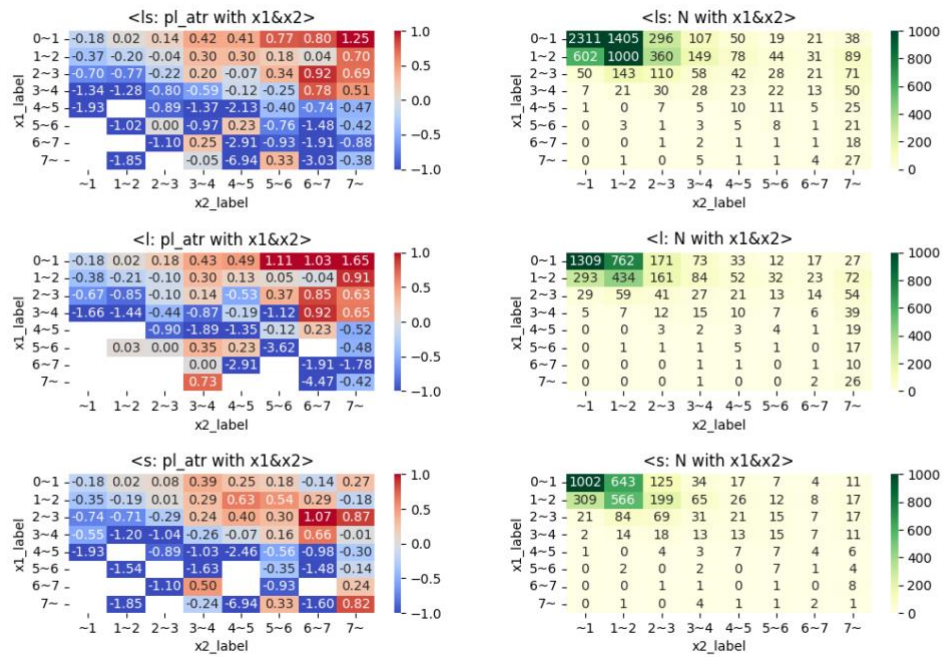 <ls: pl_atr with x1&x2>
0~1 -0.18 0.02 0.14 0.42 0.41 0.77 0.80 1.25
1~2 -0.37 -0.20 -0.04 0.30 0.30 0.18 0.04 0.70
2~3 -0.70 -0.77 -0.22 0.20 -0.07 0.34 0.92 0.69
3~4 -1.34 -1.28 -0.80 -0.59 -0.12 -0.25 0.78 0.51
4~5 -1.93 -0.89 -1.37 -2.13 -0.40 -0.74 -0.47
5~6 -1.02 0.00 -0.97 0.23 -0.76 -1.48 -0.42
6~7 -1.10 0.25 -2.91 -0.93 -1.91 -0.88
7~ -1.85 -0.05 -6.94 0.33 -3.03 -0.38
~1 1~2 2~3 3~4 4~5 5~6 6~7 7~
x2_label
x1_label
1.0
0.5
0.0
−0.5
−1.0
<ls: N with x1&x2>
0~1 2311 1405 296 107 50 19 21 38
1~2 602 1000 360 149 78 44 31 89
2~3 50 143 110 58 42 28 21 71
3~4 7 21 30 28 23 22 13 50
4~5 1 0 7 5 10 11 5 25
5~6 0 3 1 3 5 8 1 21
6~7 0 0 1 2 1 1 1 18
7~ 0 1 0 5 1 1 4 27
~1 1~2 2~3 3~4 4~5 5~6 6~7 7~
x2_label
x1_label
1000
800
600
400
200
0
<l: pl_atr with x1&x2>
0~1 -0.18 0.02 0.18 0.43 0.49 1.11 1.03 1.65
1~2 -0.38 -0.21 -0.10 0.30 0.13 0.05 -0.04 0.91
2~3 -0.67 -0.85 -0.10 0.14 -0.53 0.37 0.85 0.63
3~4 -1.66 -1.44 -0.44 -0.87 -0.19 -1.12 0.92 0.65
4~5 -0.90 -1.89 -1.35 -0.12 0.23 -0.52
5~6 0.03 0.00 0.35 0.23 -3.62 -0.48
6~7 0.00 -2.91 -1.91 -1.78
7~ 0.73 -4.47 -0.42
~1 1~2 2~3 3~4 4~5 5~6 6~7 7~
x2_label
x1_label
1.0
0.5
0.0
−0.5
−1.0
<l: N with x1&x2>
0~1 1309 762 171 73 33 12 17 27
1~2 293 434 161 84 52 32 23 72
2~3 29 59 41 27 21 13 14 54
3~4 5 7 12 15 10 7 6 39
4~5 0 0 3 2 3 4 1 19
5~6 0 1 1 1 5 1 0 17
6~7 0 0 0 1 1 0 1 10
7~ 0 0 0 1 0 0 2 26
~1 1~2 2~3 3~4 4~5 5~6 6~7 7~
x2_label
x1_label
1000
800
600
400
200
0
<s: pl_atr with x1&x2>
0~1 -0.18 0.02 0.08 0.39 0.25 0.18 -0.14 0.27
1~2 -0.35 -0.19 0.01 0.29 0.63 0.54 0.29 -0.18
2~3 -0.74 -0.71 -0.29 0.24 0.40 0.30 1.07 0.87
3~4 -0.55 -1.20 -1.04 -0.26 -0.07 0.16 0.66 -0.01
4~5 -1.93 -0.89 -1.03 -2.46 -0.56 -0.98 -0.30
5~6 -1.54 -1.63 -0.35 -1.48 -0.14
6~7 -1.10 0.50 -0.93 0.24
7~ -1.85 -0.24 -6.94 0.33 -1.60 0.82
~1 1~2 2~3 3~4 4~5 5~6 6~7 7~
x2_label
x1_label
1.0
0.5
0.0
−0.5
−1.0
<s: N with x1&x2>
0~1 1002 643 125 34 17 7 4 11
1~2 309 566 199 65 26 12 8 17
2~3 21 84 69 31 21 15 7 17
3~4 2 14 18 13 13 15 7 11
4~5 1 0 4 3 7 7 4 6
5~6 0 2 0 2 0 7 1 4
6~7 0 0 1 1 0 1 0 8
7~ 0 1 0 4 1 1 2 1
~1 1~2 2~3 3~4 4~5 5~6 6~7 7~
x2_label
x1_label
1000
800
600
400
200
0